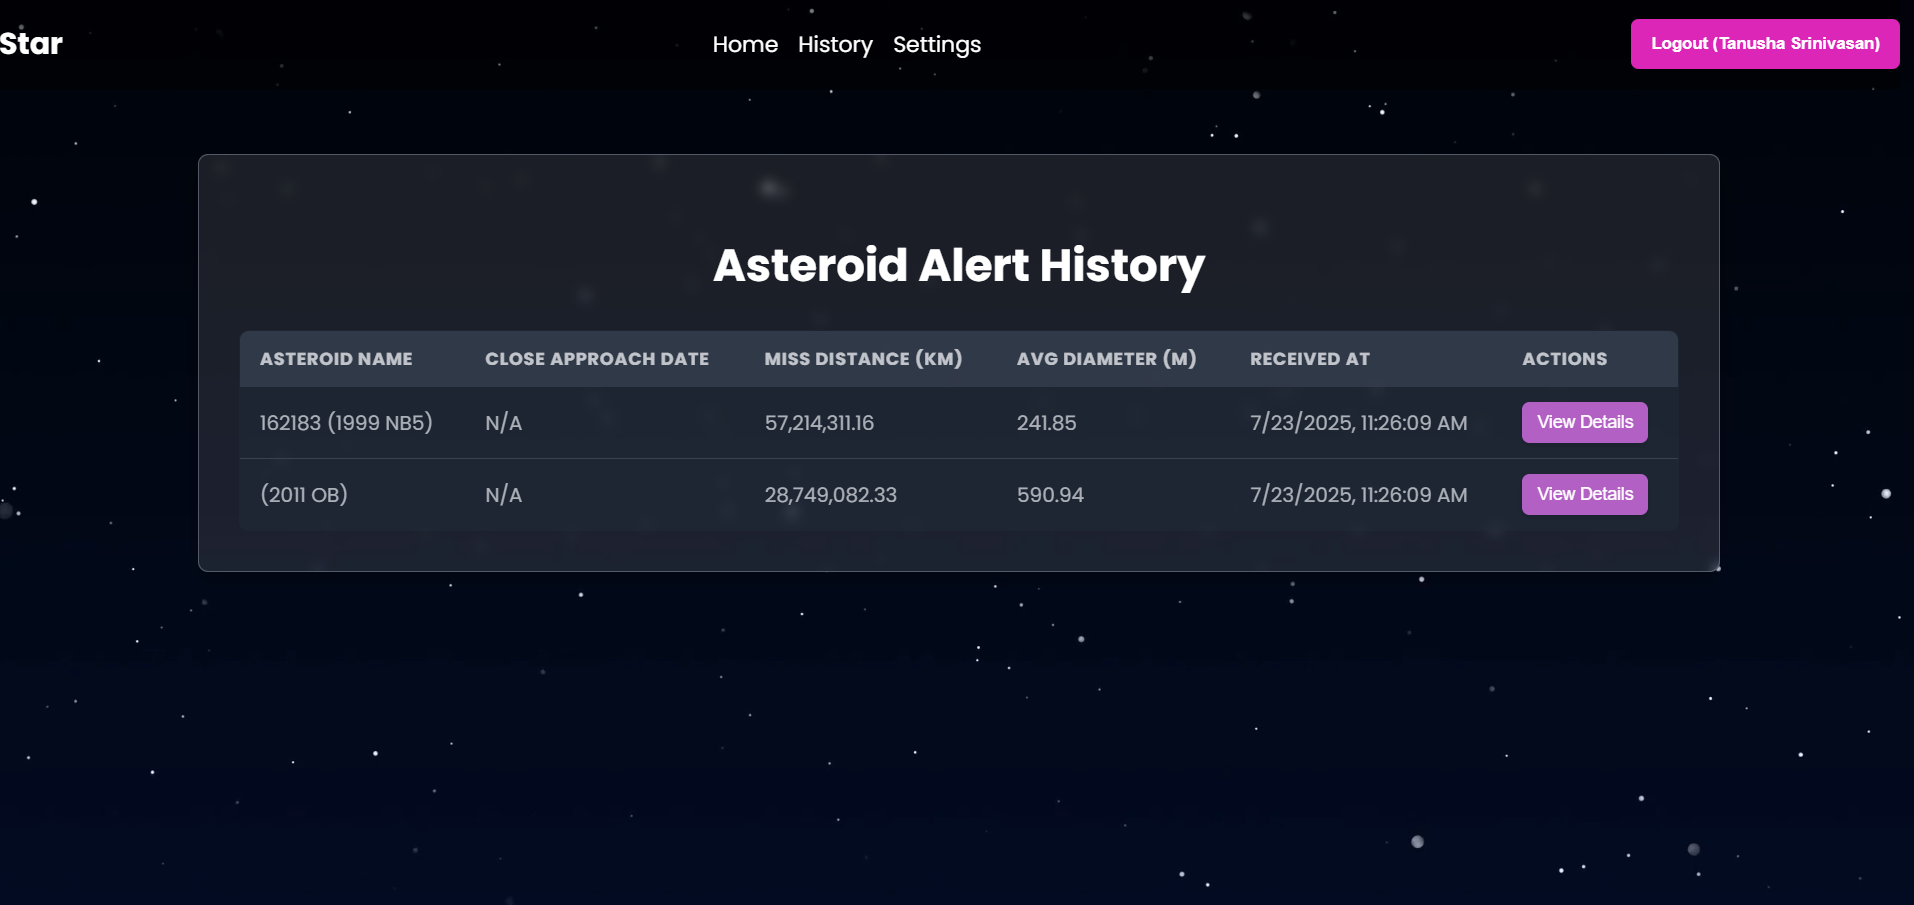 Star
Home History Settings
Logout (Tanusha Srinivasan)
Asteroid Alert History
ASTEROID NAME CLOSE APPROACH DATE MISS DISTANCE (KM) AVG DIAMETER (M) RECEIVED AT ACTIONS
162183 (1999 NB5) N/A 57,214,311.16 241.85 7/23/2025, 11:26:09 AM View Details
(2011 OB) N/A 28,749,082.33 590.94 7/23/2025, 11:26:09 AM View Details